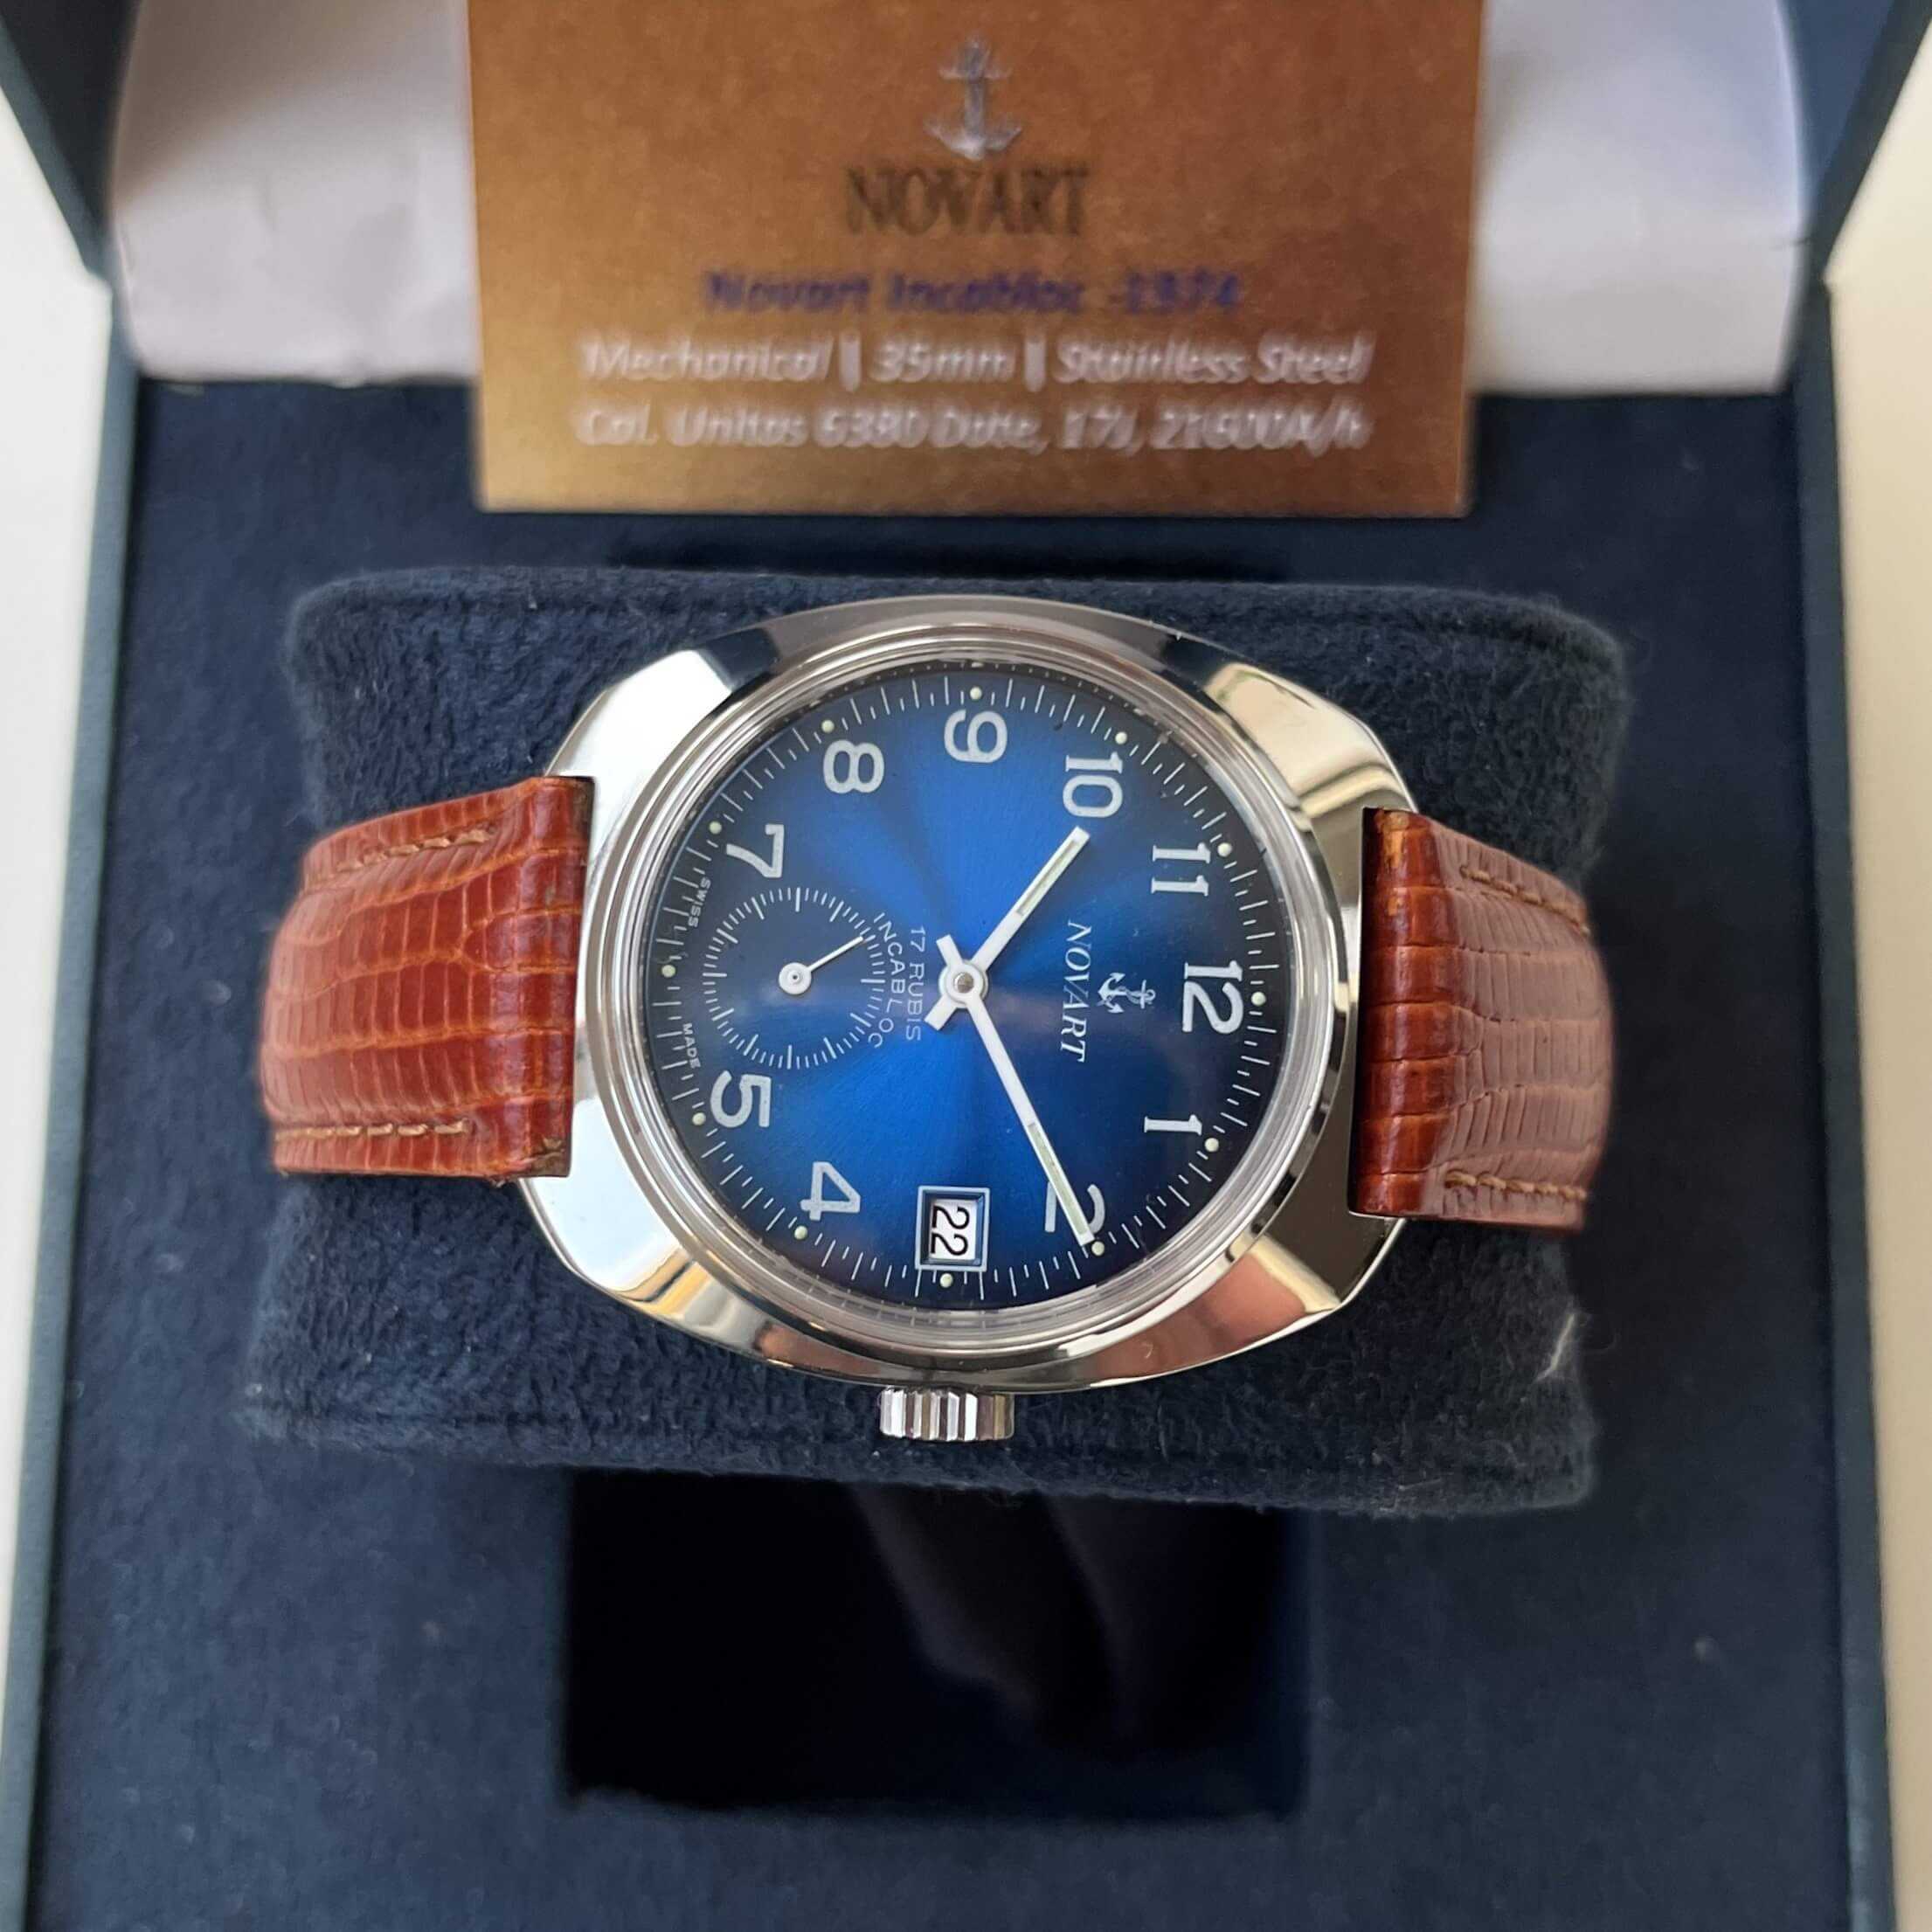 NOVART
Novart Incabloc -1974
Mechanical | 35mm | Stainless Steel
Cal. Unitas 6380 Date, 17J, 21600A/h
12
1
2
22
4
5
7
8
9
10
11
NOVART
17 RUBIS
INCABLOC
SWISS
MADE